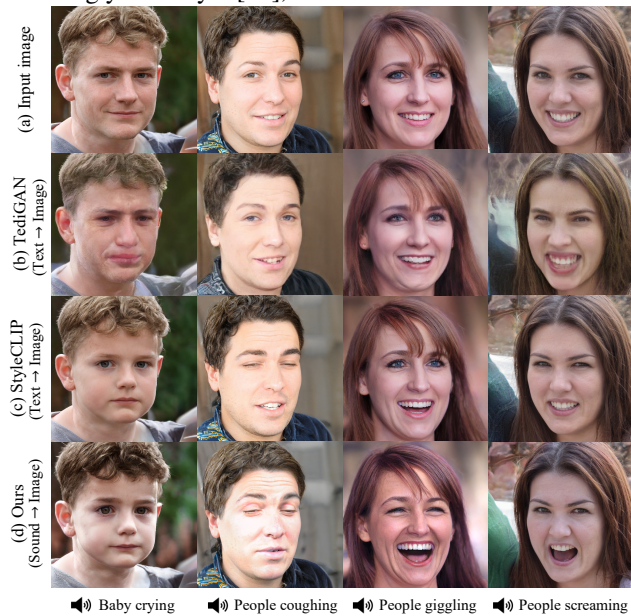 (a) Input image
(b) TediGAN
(Text → Image)
(c) StyleCLIP
(Text → Image)
(d) Ours
(Sound → Image)
Baby crying
People coughing
People giggling
People screaming